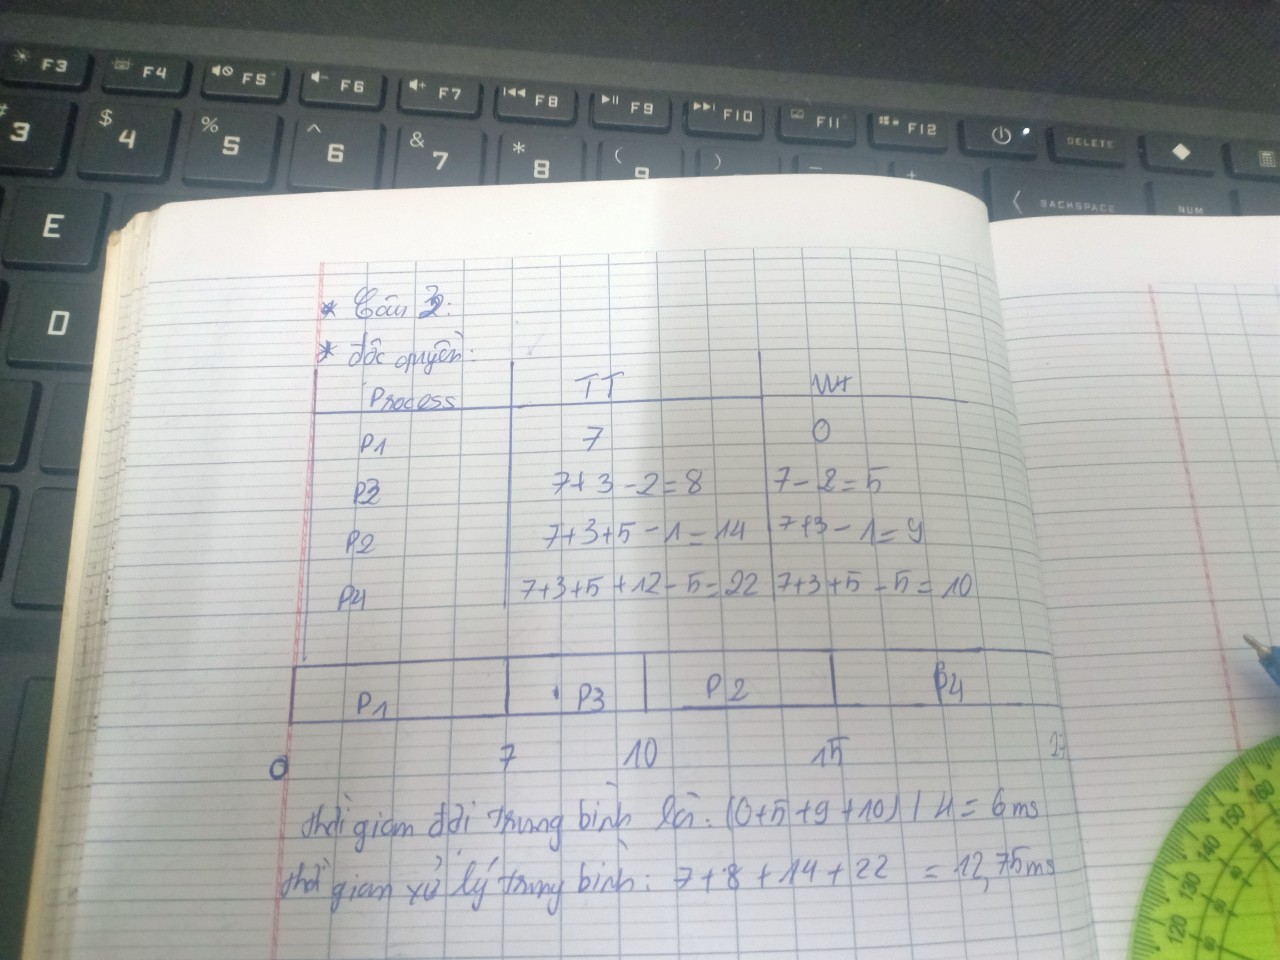 F3 F4 F5 F6 F7 F8 F9 F10 F11 F12 DELETE
# 3 $ 4 % 5 ^ 6 & 7 * 8 ( 9 ) _ +
BACKSPACE NUM
E
D
* Câu 3:
* độc quyền:
Process TT Wt
P1 7 0
P3 7+3-2=8 7-2=5
P2 7+3+5-1=14 7+3-1=9
P4 7+3+5+12-5=22 7+3+5-5=10
P1 P3 P2 P4
0 7 10 15 27
thời gian đợi trung bình là: (0+5+9+10) / 4 = 6ms
thời gian xử lý trung bình: 7+8+14+22 = 12,75ms
160
150
140
130
120